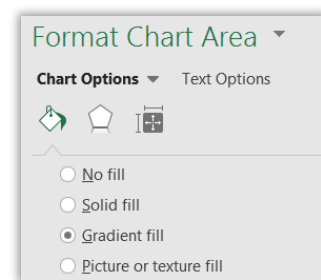 Format Chart Area
Chart Options Text Options
No fill
Solid fill
Gradient fill
Picture or texture fill